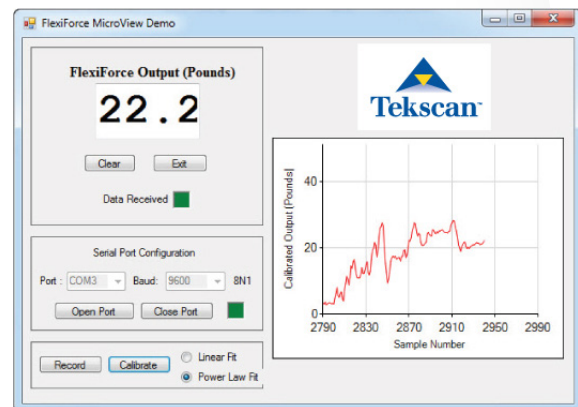 FlexiForce MicroView Demo
FlexiForce Output (Pounds)
22.2
Clear Exit
Data Received
Tekscan™
Serial Port Configuration
Port : COM3 Baud: 9600 8N1
Open Port Close Port
Record Calibrate
Linear Fit
Power Law Fit
Calibrated Output (Pounds)
40
20
0
2790 2830 2870 2910 2950 2990
Sample Number